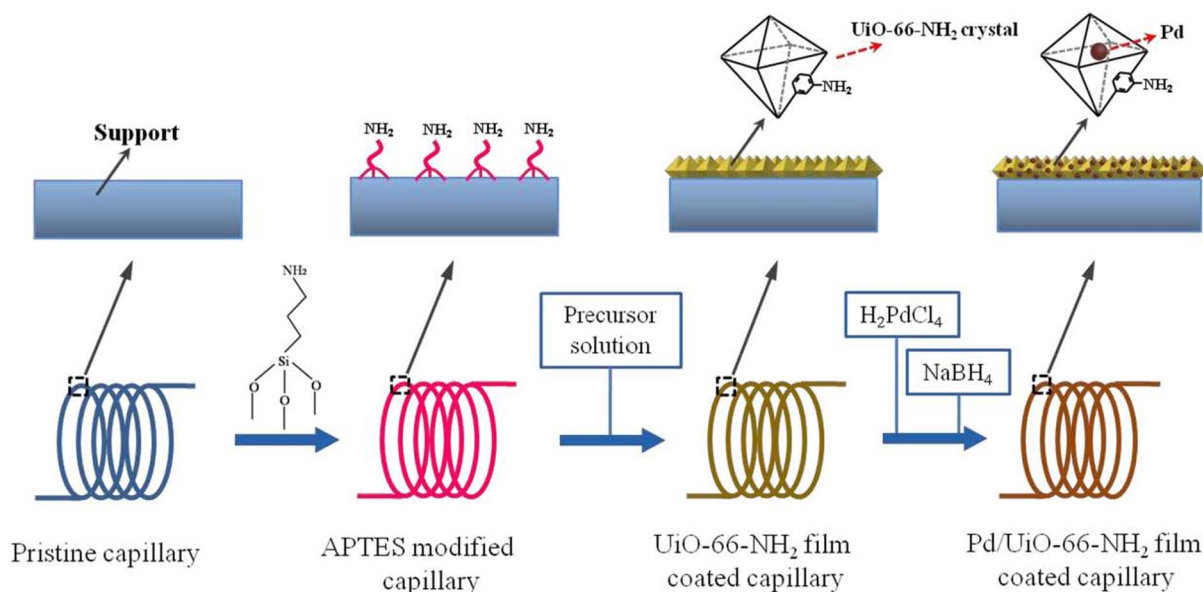 Support
NH₂ NH₂ NH₂ NH₂
UiO-66-NH₂ crystal
NH₂
Pd
NH₂
NH₂
Si
O O
O
Precursor
solution
H₂PdCl₄
NaBH₄
Pristine capillary
APTES modified
capillary
UiO-66-NH₂ film
coated capillary
Pd/UiO-66-NH₂ film
coated capillary